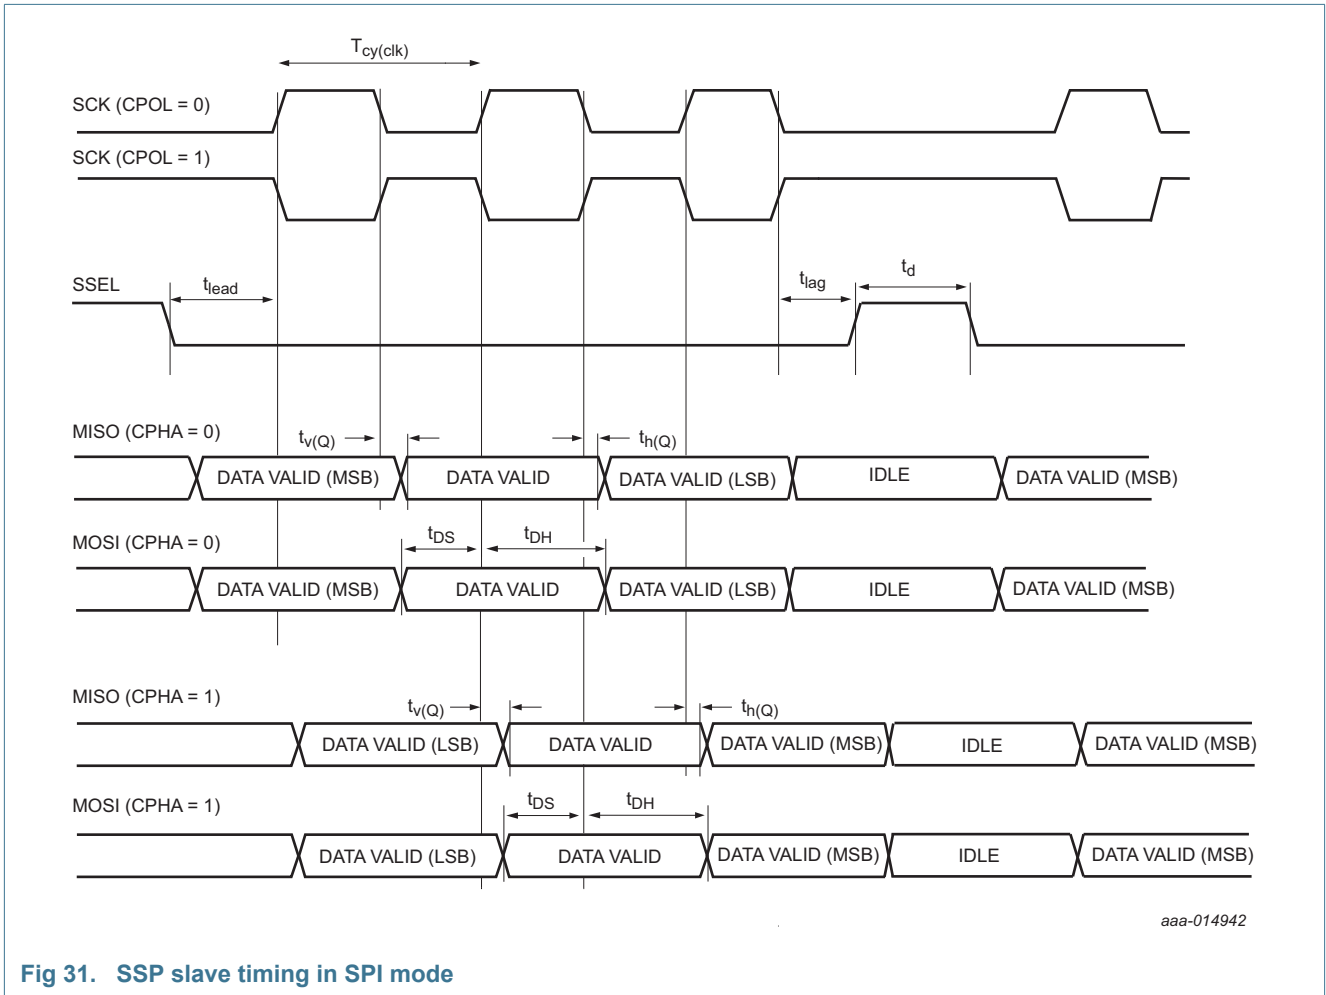 Tcy(clk)
SCK (CPOL = 0)
SCK (CPOL = 1)
SSEL
tlead
tlag
td
MISO (CPHA = 0)
tv(Q)
th(Q)
DATA VALID (MSB)
DATA VALID
DATA VALID (LSB)
IDLE
DATA VALID (MSB)
MOSI (CPHA = 0)
tDS
tDH
DATA VALID (MSB)
DATA VALID
DATA VALID (LSB)
IDLE
DATA VALID (MSB)
MISO (CPHA = 1)
tv(Q)
th(Q)
DATA VALID (LSB)
DATA VALID
DATA VALID (MSB)
IDLE
DATA VALID (MSB)
MOSI (CPHA = 1)
tDS
tDH
DATA VALID (LSB)
DATA VALID
DATA VALID (MSB)
IDLE
DATA VALID (MSB)
aaa-014942
Fig 31. SSP slave timing in SPI mode